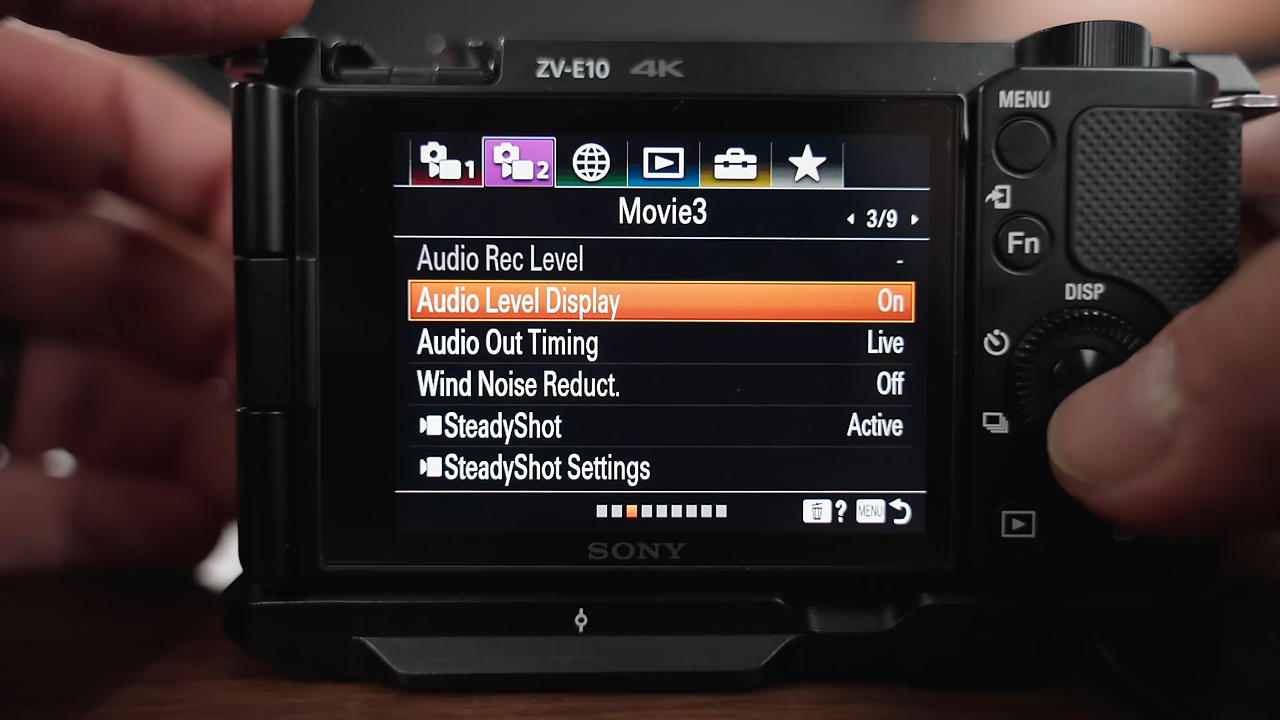 ZV-E10 4K
MENU
1 2
Movie3 3/9
Fn
Audio Rec Level -
Audio Level Display On
DISP
Audio Out Timing Live
Wind Noise Reduct. Off
SteadyShot Active
SteadyShot Settings
? MENU
SONY